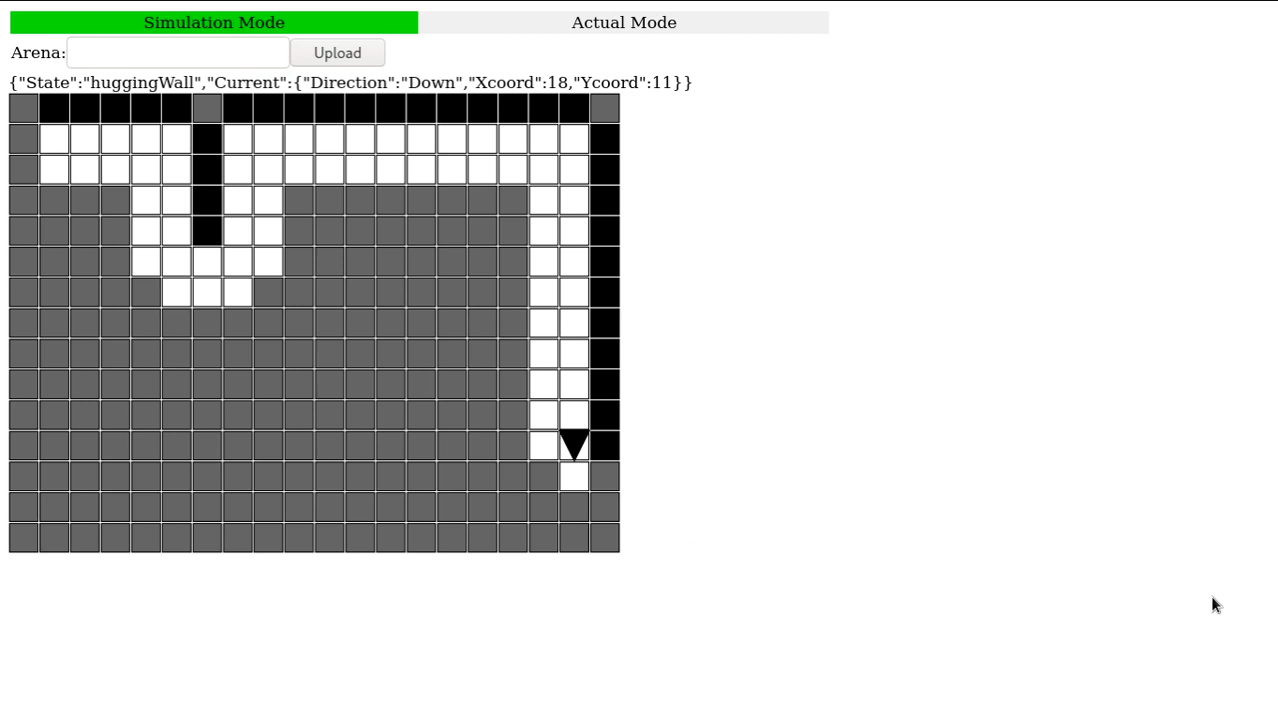 Simulation Mode Actual Mode
Arena: Upload
{"State":"huggingWall","Current":{"Direction":"Down","Xcoord":18,"Ycoord":11}}